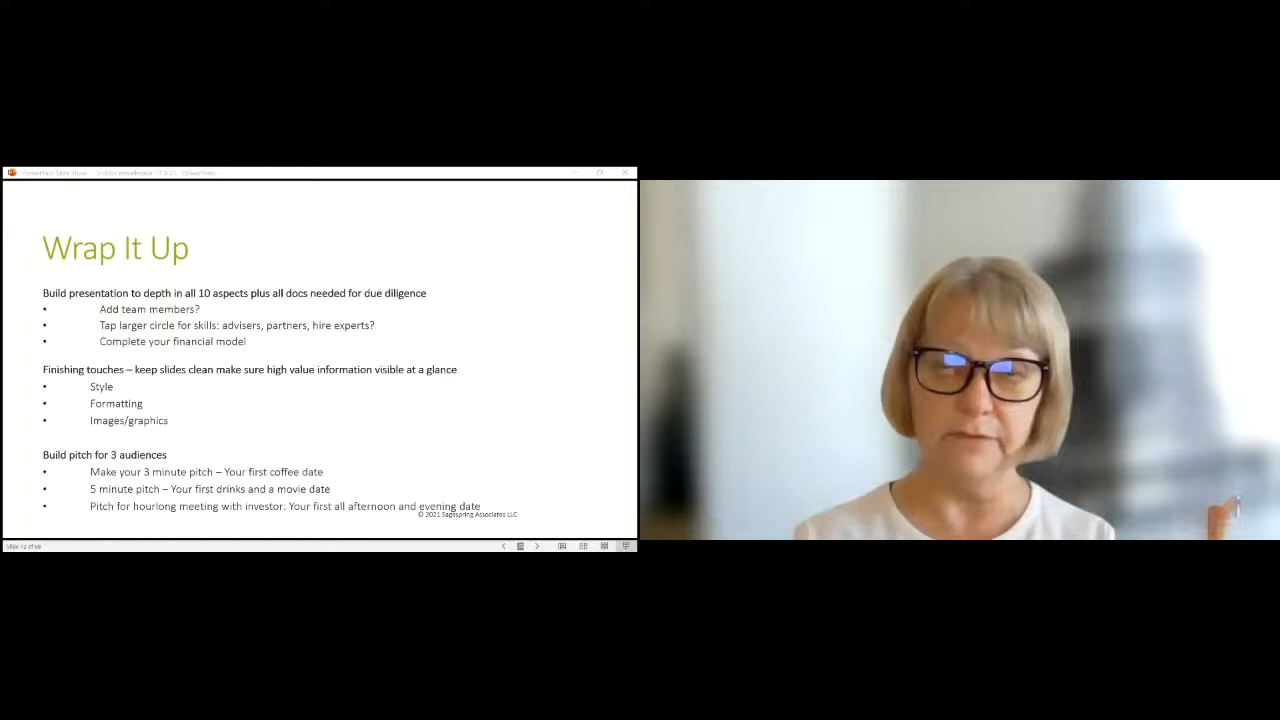 PowerPoint Slide Show
Wrap It Up
Build presentation to depth in all 10 aspects plus all docs needed for due diligence
• Add team members?
• Tap larger circle for skills: advisers, partners, hire experts?
• Complete your financial model
Finishing touches – keep slides clean make sure high value information visible at a glance
• Style
• Formatting
• Images/graphics
Build pitch for 3 audiences
• Make your 3 minute pitch – Your first coffee date
• 5 minute pitch – Your first drinks and a movie date
• Pitch for hourlong meeting with investor: Your first all afternoon and evening date
© 2021 Sagespring Associates LLC